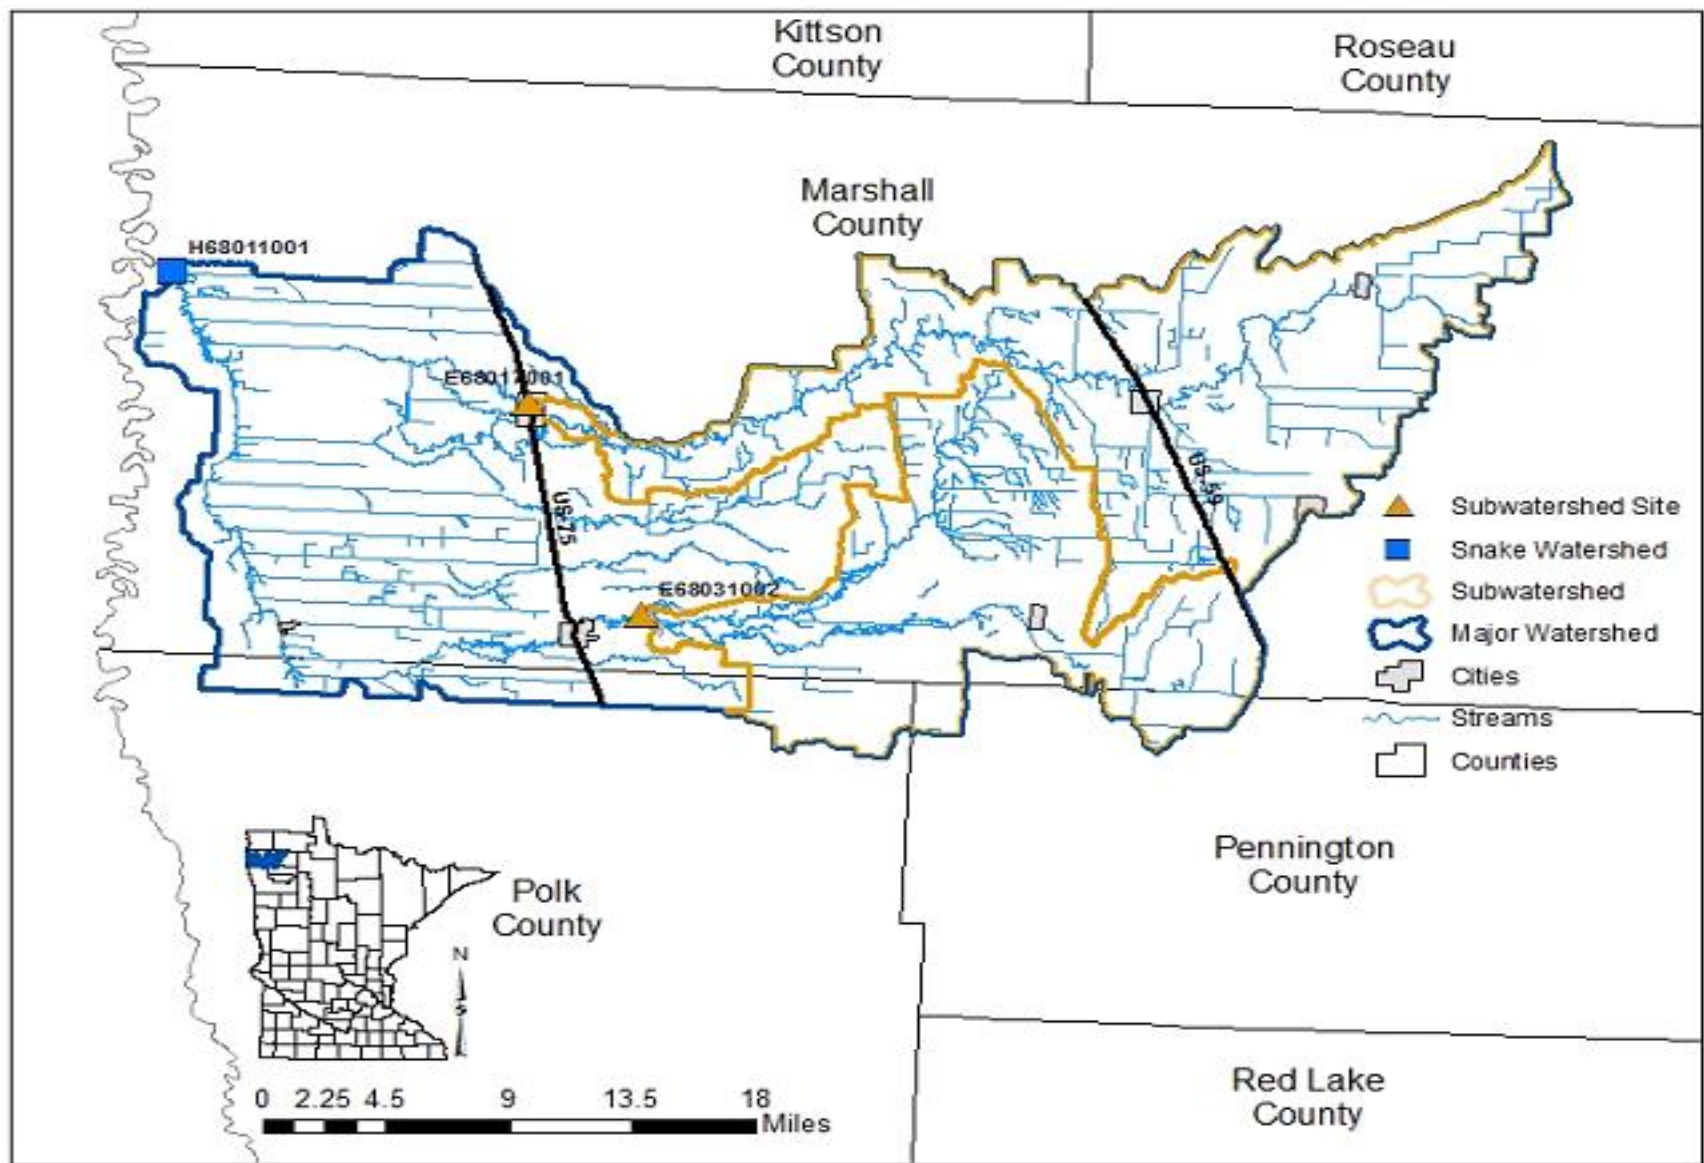 Kittson
County
Roseau
County
Marshall
County
H68011001
E68017001
US-75
US-59
E68031002
Subwatershed Site
Snake Watershed
Subwatershed
Major Watershed
Cities
Streams
Counties
Pennington
County
Polk
County
N
S
Red Lake
County
0 2.25 4.5 9 13.5 18
Miles